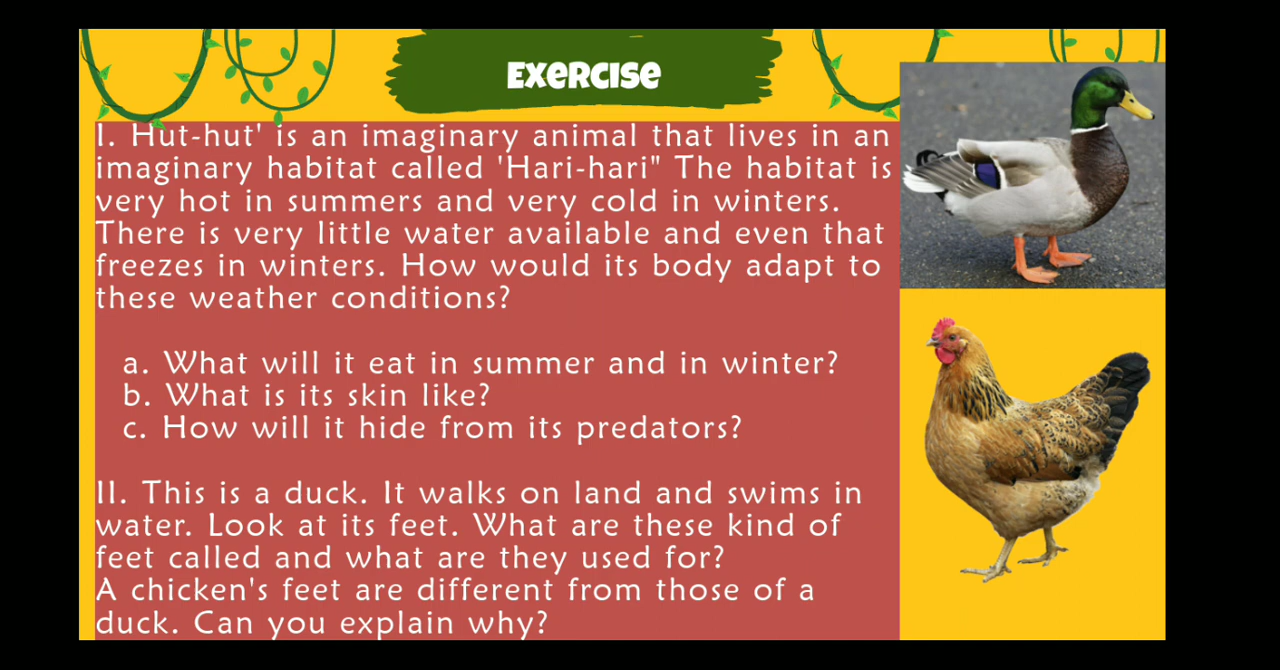 Exercise
I. Hut-hut' is an imaginary animal that lives in an
imaginary habitat called 'Hari-hari" The habitat is
very hot in summers and very cold in winters.
There is very little water available and even that
freezes in winters. How would its body adapt to
these weather conditions?
a. What will it eat in summer and in winter?
b. What is its skin like?
c. How will it hide from its predators?
II. This is a duck. It walks on land and swims in
water. Look at its feet. What are these kind of
feet called and what are they used for?
A chicken's feet are different from those of a
duck. Can you explain why?